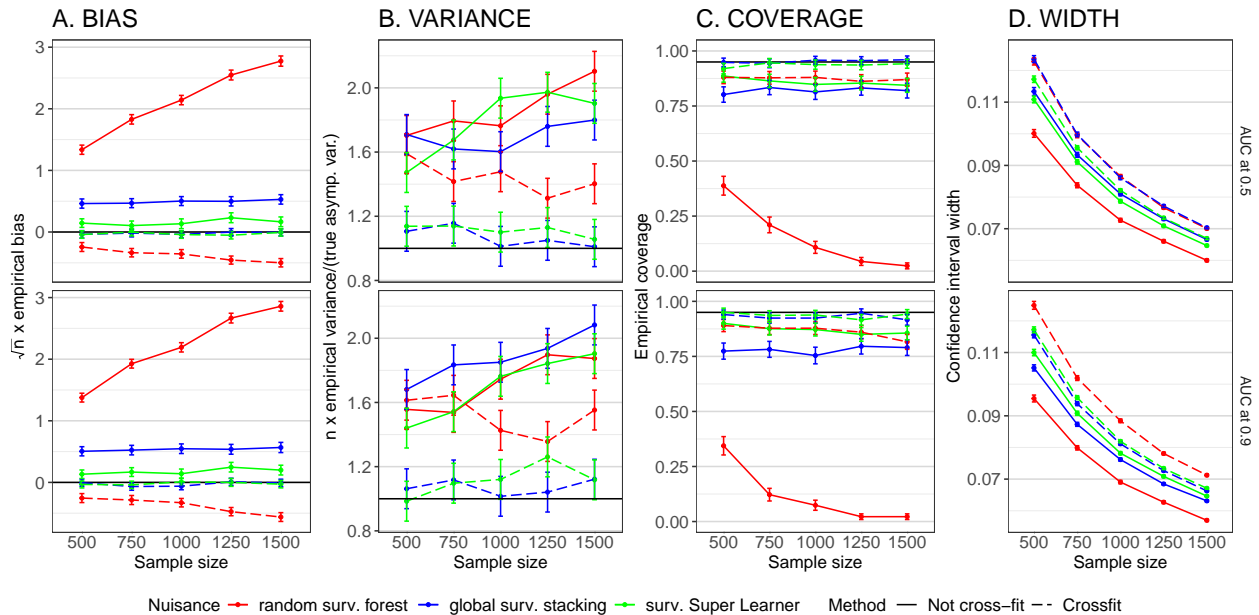 A. BIAS
B. VARIANCE
C. COVERAGE
D. WIDTH
√n x empirical bias
3
2
1
0
3
2
1
0
500 750 1000 1250 1500
Sample size
n x empirical variance/(true asymp. var.)
2.0
1.6
1.2
0.8
2.0
1.6
1.2
0.8
500 750 1000 1250 1500
Sample size
Empirical coverage
1.00
0.75
0.50
0.25
0.00
1.00
0.75
0.50
0.25
0.00
500 750 1000 1250 1500
Sample size
Confidence interval width
0.11
0.09
0.07
0.11
0.09
0.07
500 750 1000 1250 1500
Sample size
AUC at 0.5
AUC at 0.9
Nuisance random surv. forest global surv. stacking surv. Super Learner Method Not cross−fit Crossfit